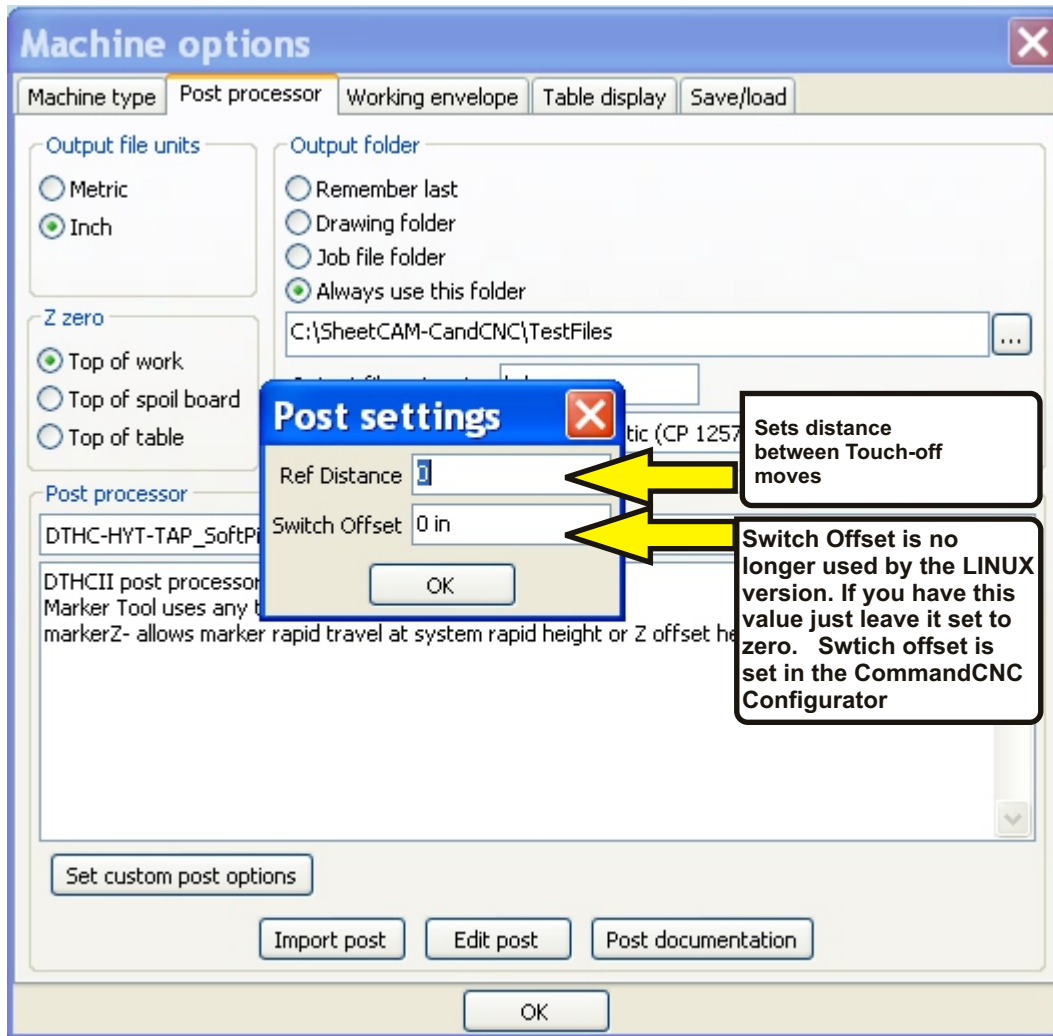 Machine options
Machine type Post processor Working envelope Table display Save/load
Output file units
Metric
Inch
Output folder
Remember last
Drawing folder
Job file folder
Always use this folder
C:\SheetCAM-CandCNC\TestFiles
...
Z zero
Top of work
Top of spoil board
Top of table
tic (CP 1257
Post settings
Ref Distance 0
Switch Offset 0 in
OK
Sets distance
between Touch-off
moves
Switch Offset is no
longer used by the LINUX
version. If you have this
value just leave it set to
zero. Swtich offset is
set in the CommandCNC
Configurator
Post processor
DTHC-HYT-TAP_SoftPi
DTHCII post processor
Marker Tool uses any t
markerZ- allows marker rapid travel at system rapid height or Z offset he
Set custom post options
Import post Edit post Post documentation
OK